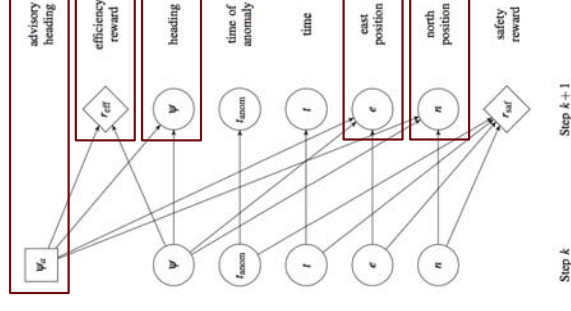 advisory
heading
efficiency
reward
heading
time of
anomaly
time
east
position
north
position
safety
reward
r_eff
ψ
t_anom
t
e
n
r_saf
Step k + 1
ψ_a
ψ
t_anom
t
e
n
Step k